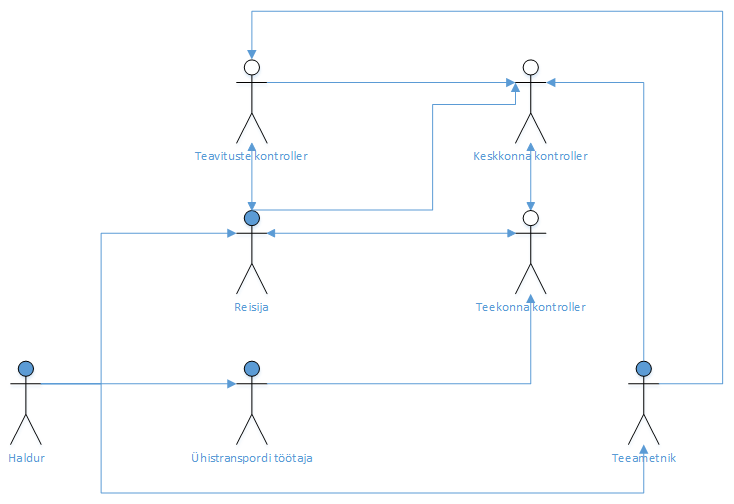 Teavituste kontroller
Keskkonna kontroller
Reisija
Teekonna kontroller
Haldur
Ühistranspordi töötaja
Teeametnik